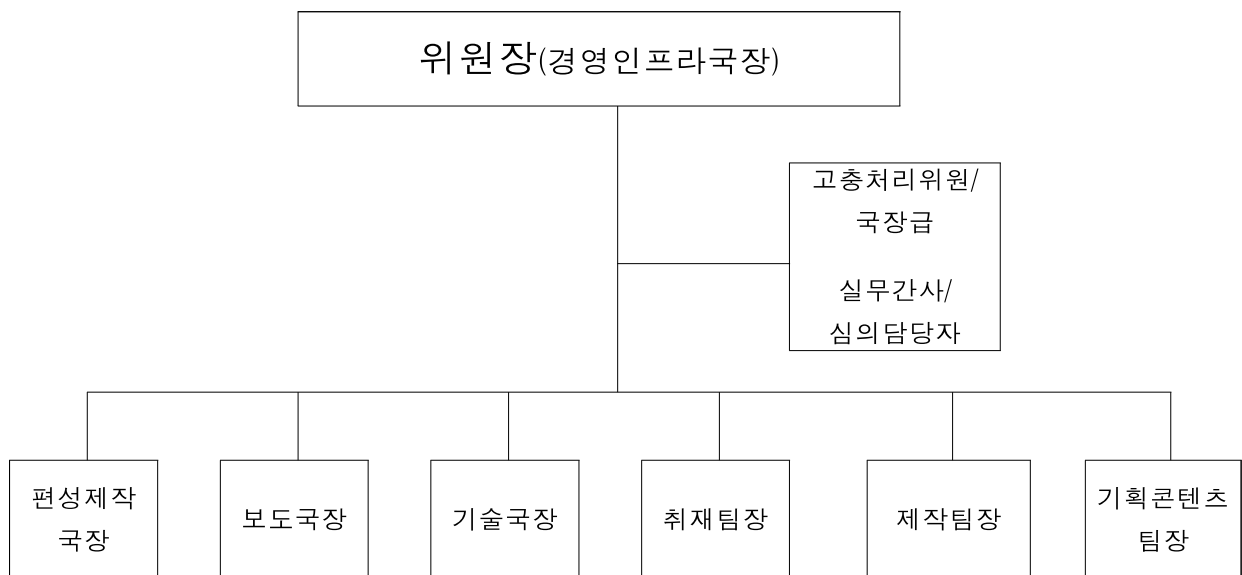 위원장(경영인프라국장)
고충처리위원/
국장급
실무간사/
심의담당자
편성제작
국장
보도국장
기술국장
취재팀장
제작팀장
기획콘텐츠
팀장